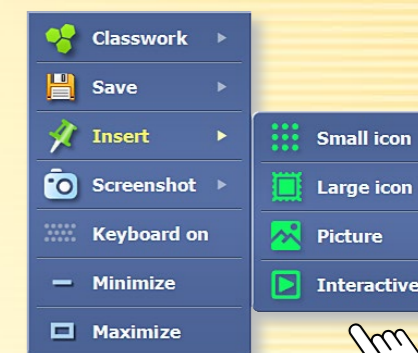 Classwork
Save
Insert
Screenshot
Keyboard on
Minimize
Maximize
Small icon
Large icon
Picture
Interactive